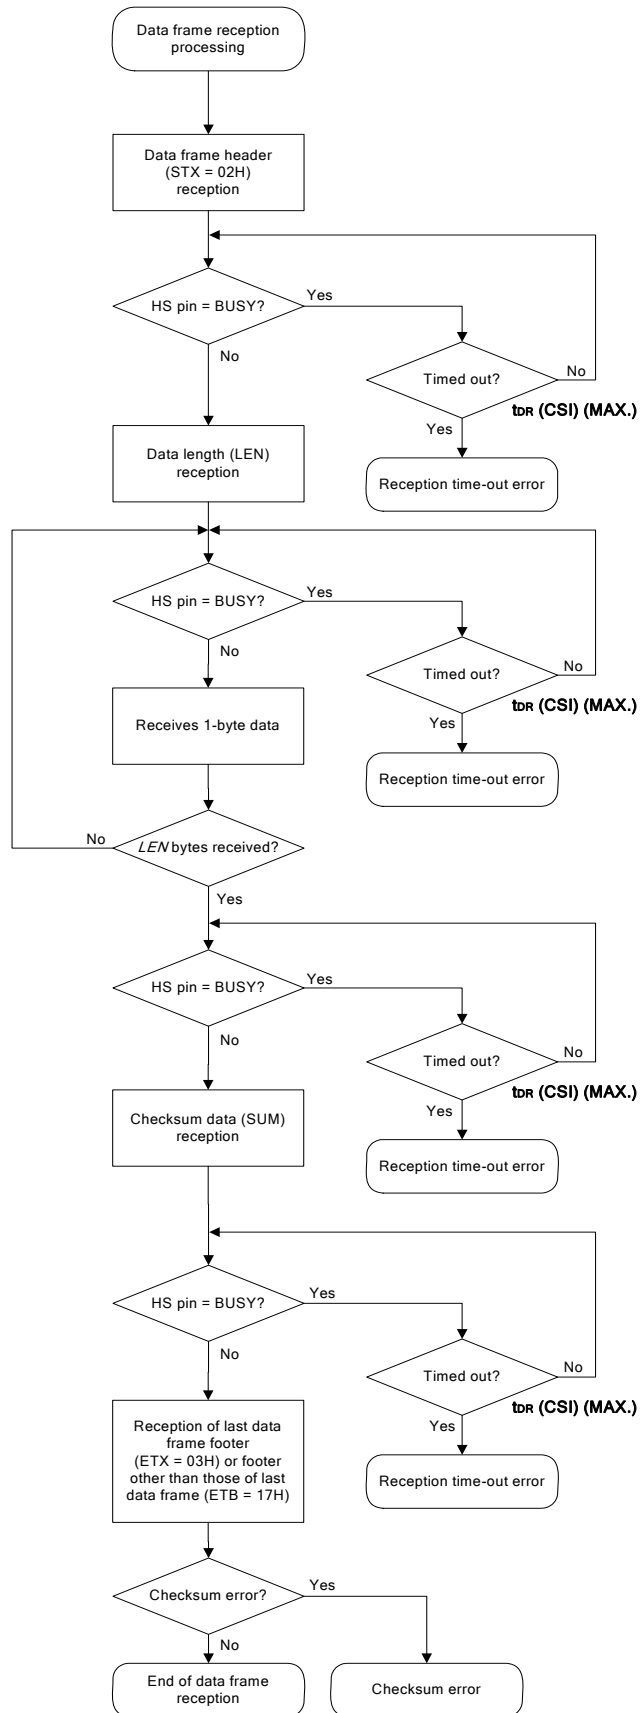 Data frame reception
processing
Data frame header
(STX = 02H)
reception
HS pin = BUSY?
Yes
No
Timed out?
No
tDR (CSI) (MAX.)
Yes
Reception time-out error
Data length (LEN)
reception
HS pin = BUSY?
Yes
No
Timed out?
No
tDR (CSI) (MAX.)
Yes
Reception time-out error
Receives 1-byte data
No
LEN bytes received?
Yes
HS pin = BUSY?
Yes
No
Timed out?
No
tDR (CSI) (MAX.)
Yes
Reception time-out error
Checksum data (SUM)
reception
HS pin = BUSY?
Yes
No
Timed out?
No
tDR (CSI) (MAX.)
Yes
Reception time-out error
Reception of last data
frame footer
(ETX = 03H) or footer
other than those of last
data frame (ETB = 17H)
Checksum error?
Yes
No
End of data frame
reception
Checksum error